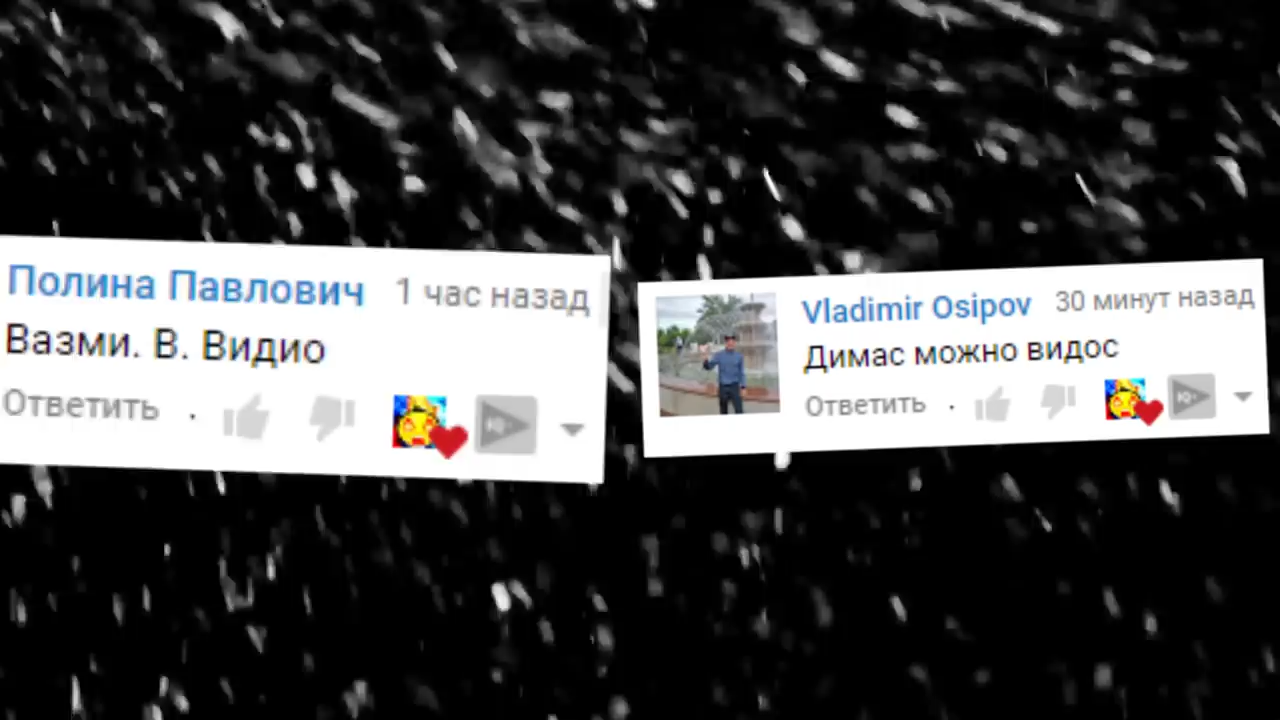 Полина Павлович 1 час назад
Вазми. В. Видио
Ответить
Vladimir Osipov 30 минут назад
Димас можно видос
Ответить